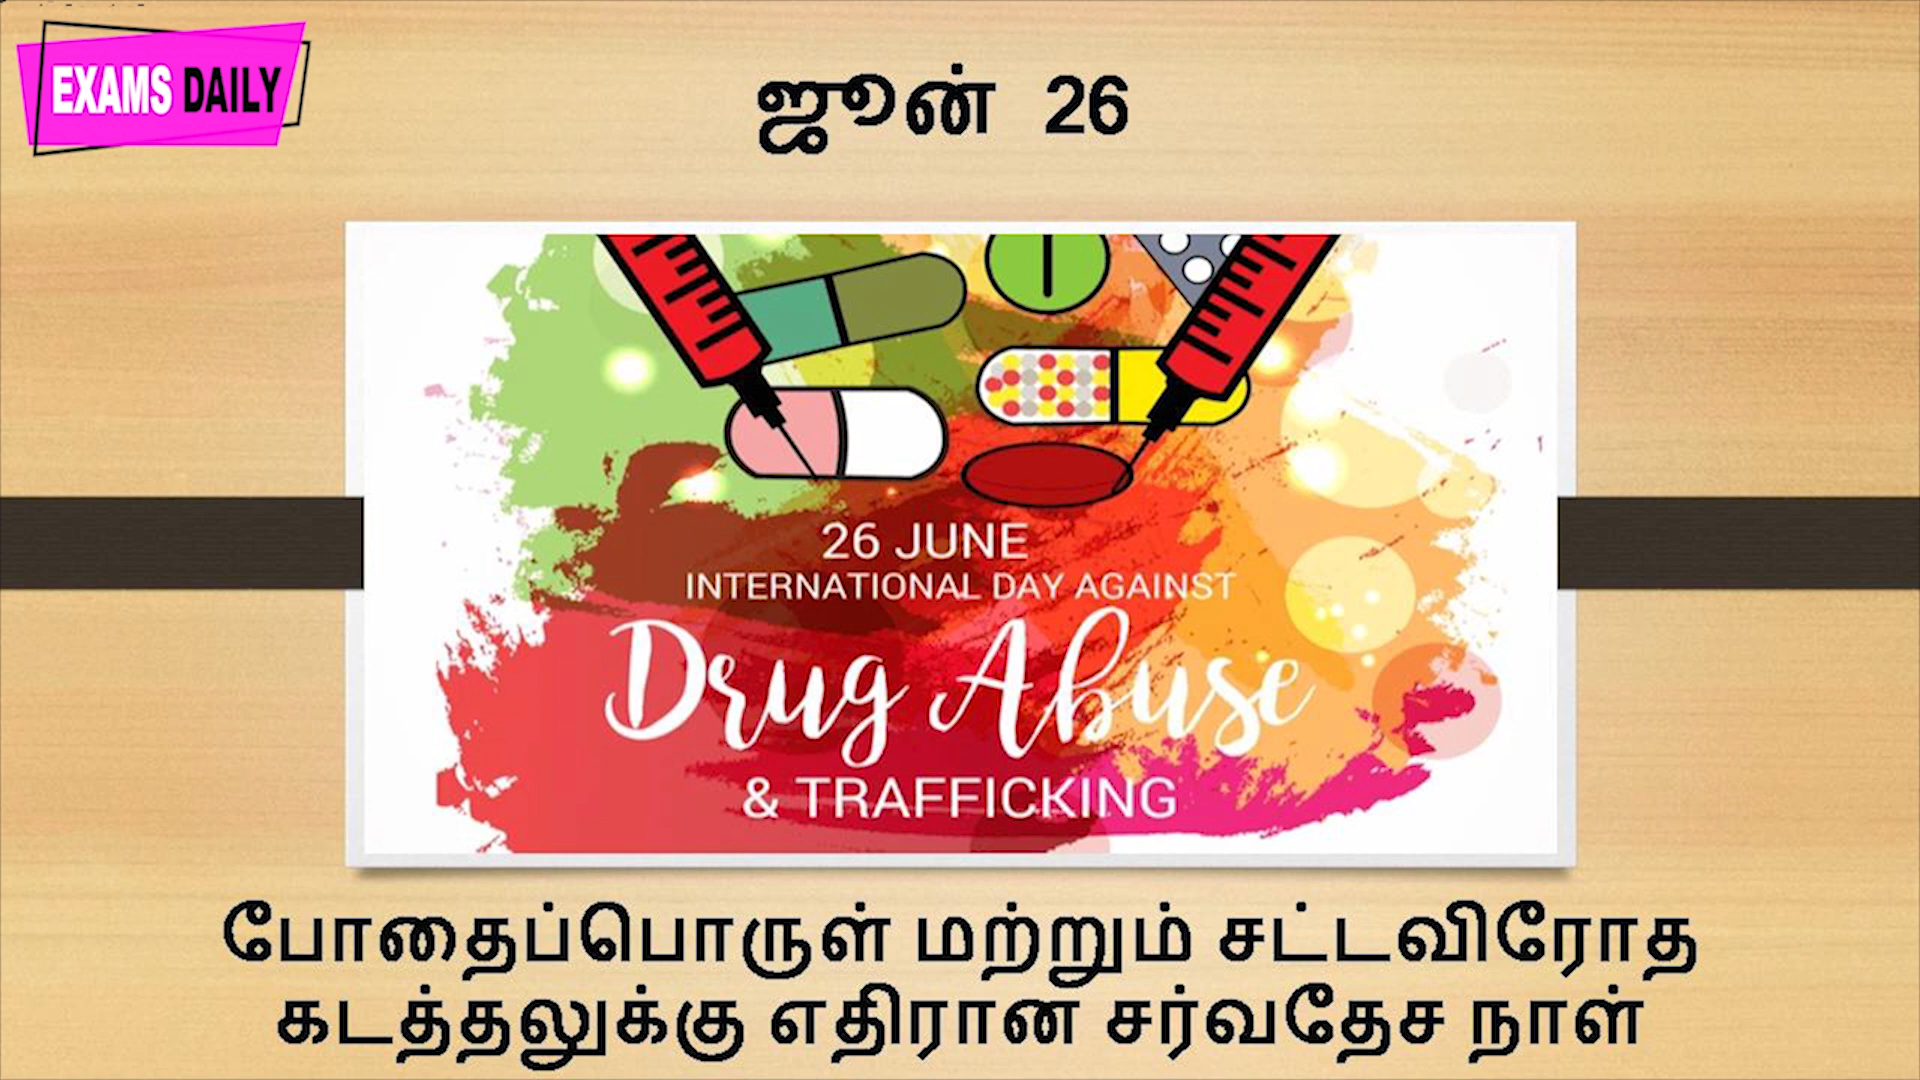 EXAMS DAILY
ஜூன் 26
26 JUNE
INTERNATIONAL DAY AGAINST
Drug Abuse
& TRAFFICKING
போதைப்பொருள் மற்றும் சட்டவிரோத
கடத்தலுக்கு எதிரான சர்வதேச நாள்